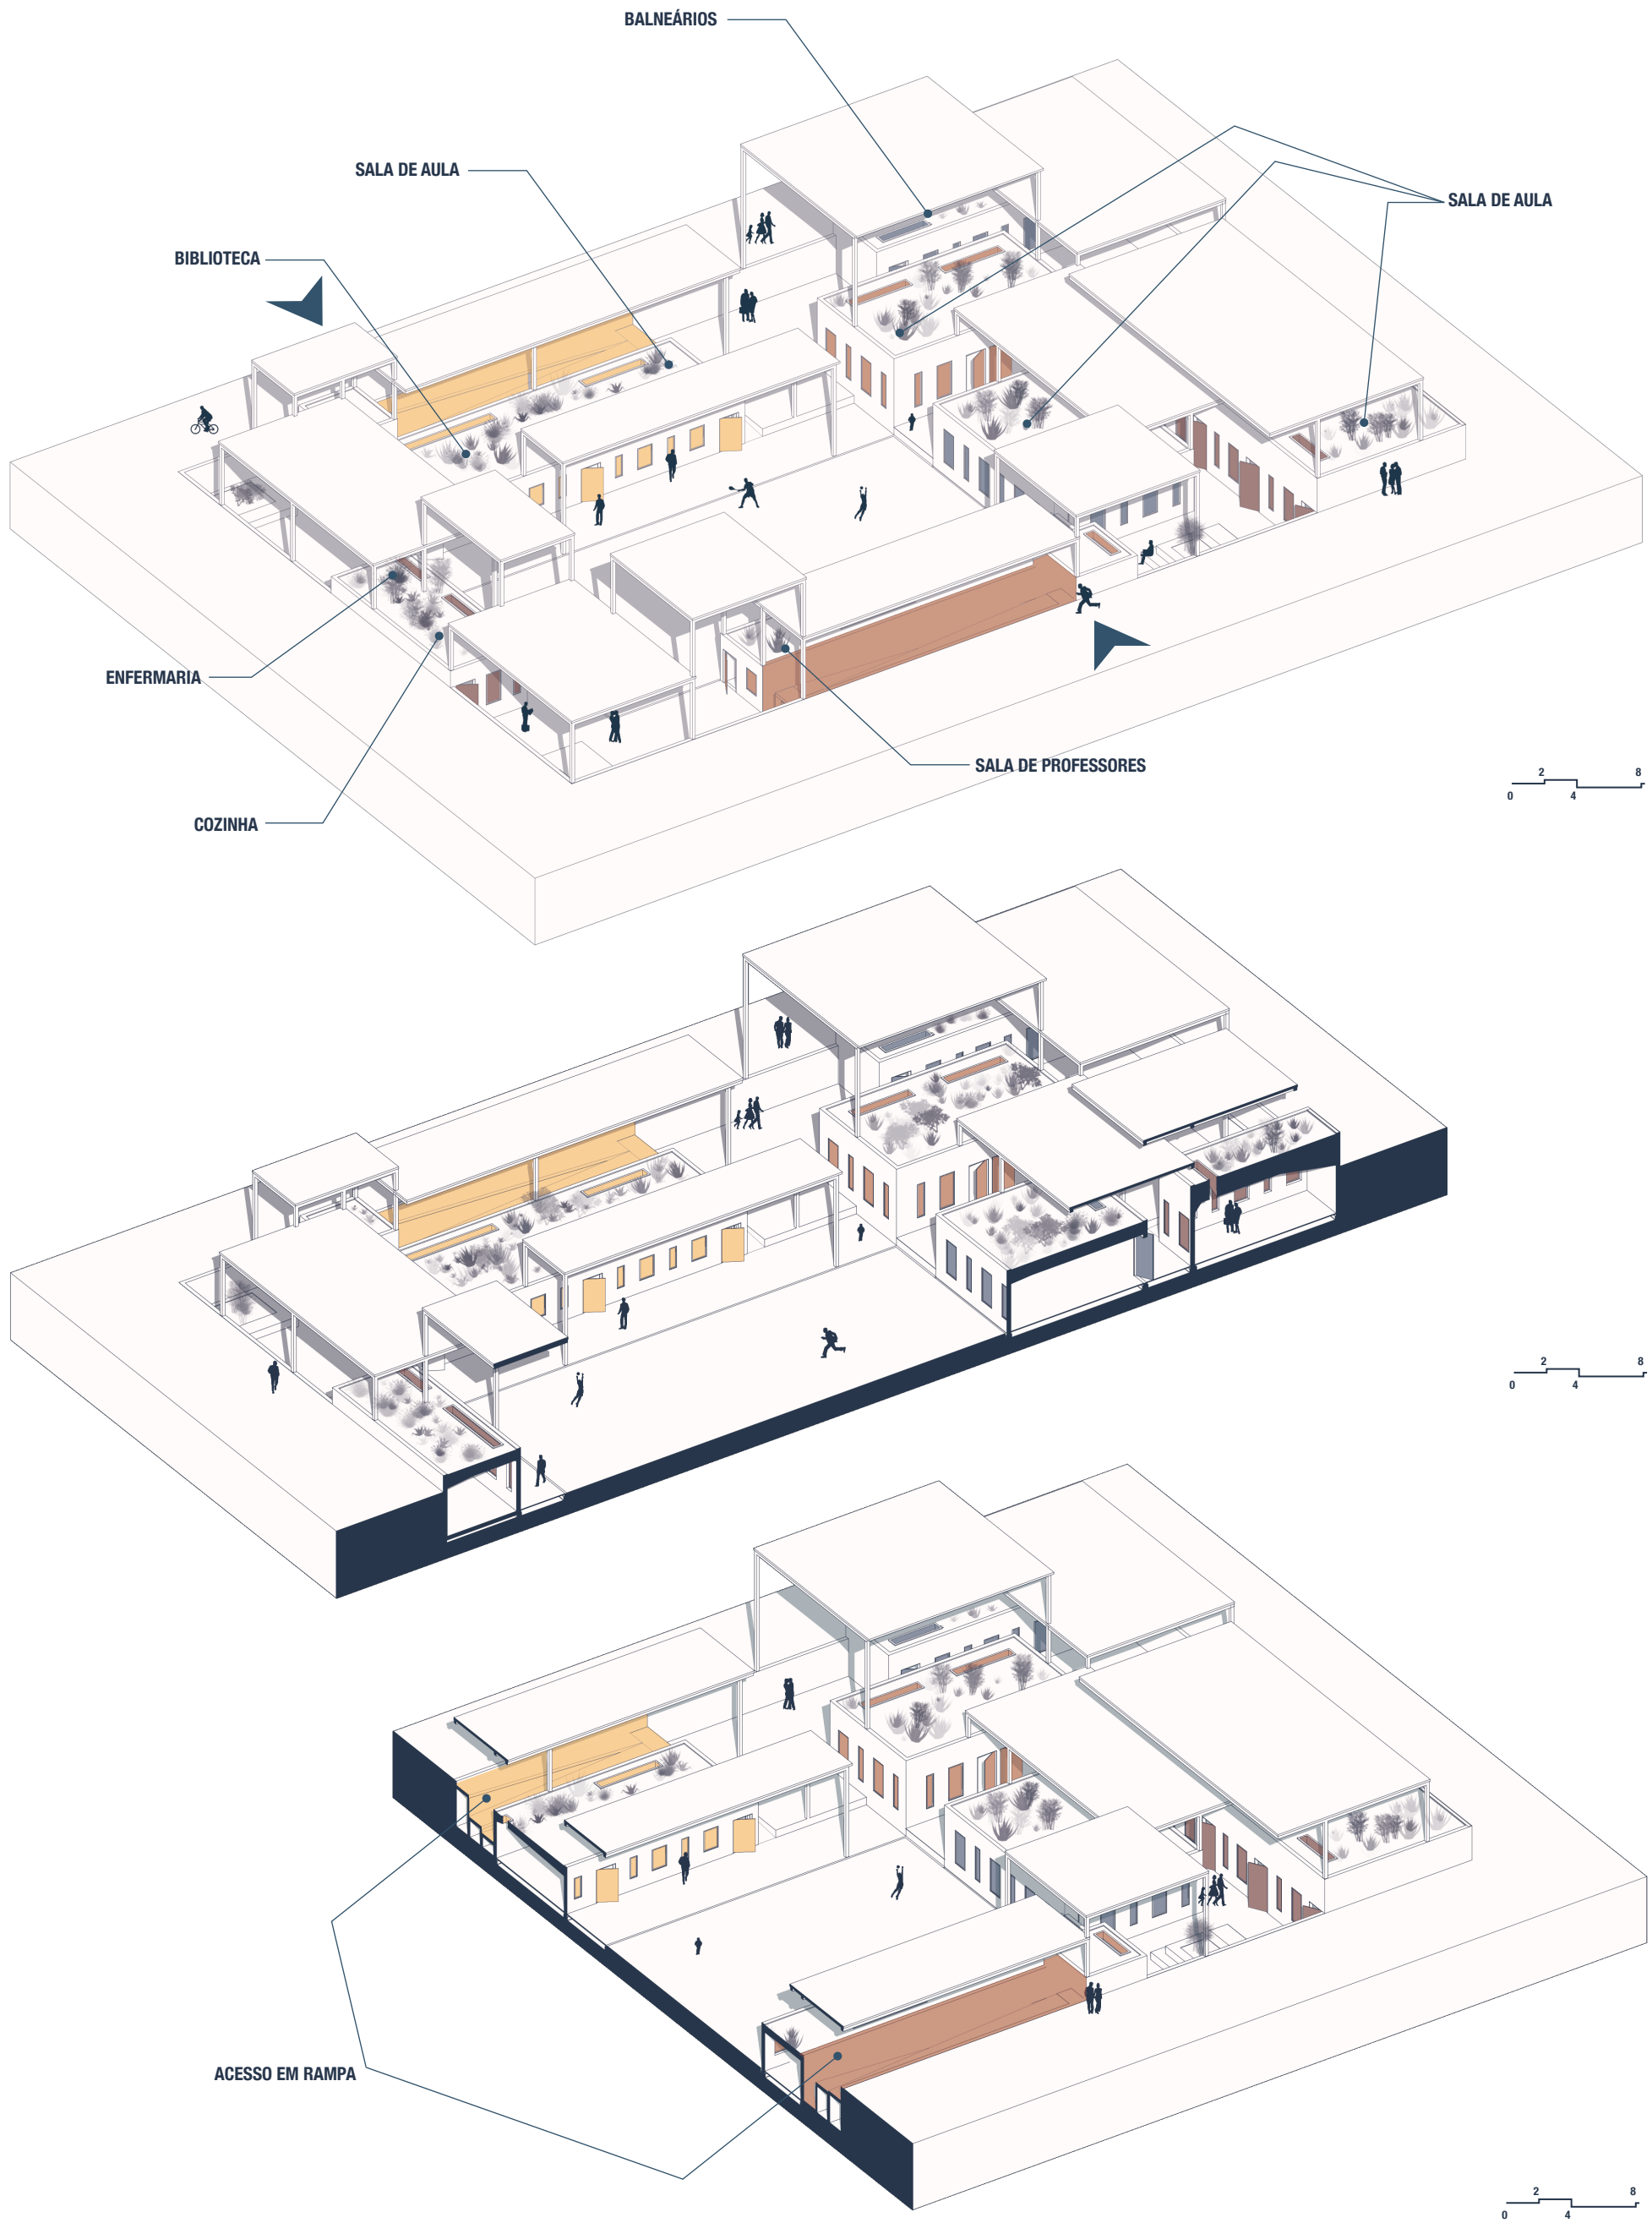 BALNEÁRIOS
SALA DE AULA
SALA DE AULA
BIBLIOTECA
ENFERMARIA
SALA DE PROFESSORES
COZINHA
2 8
0 4
2 8
0 4
ACESSO EM RAMPA
2 8
0 4